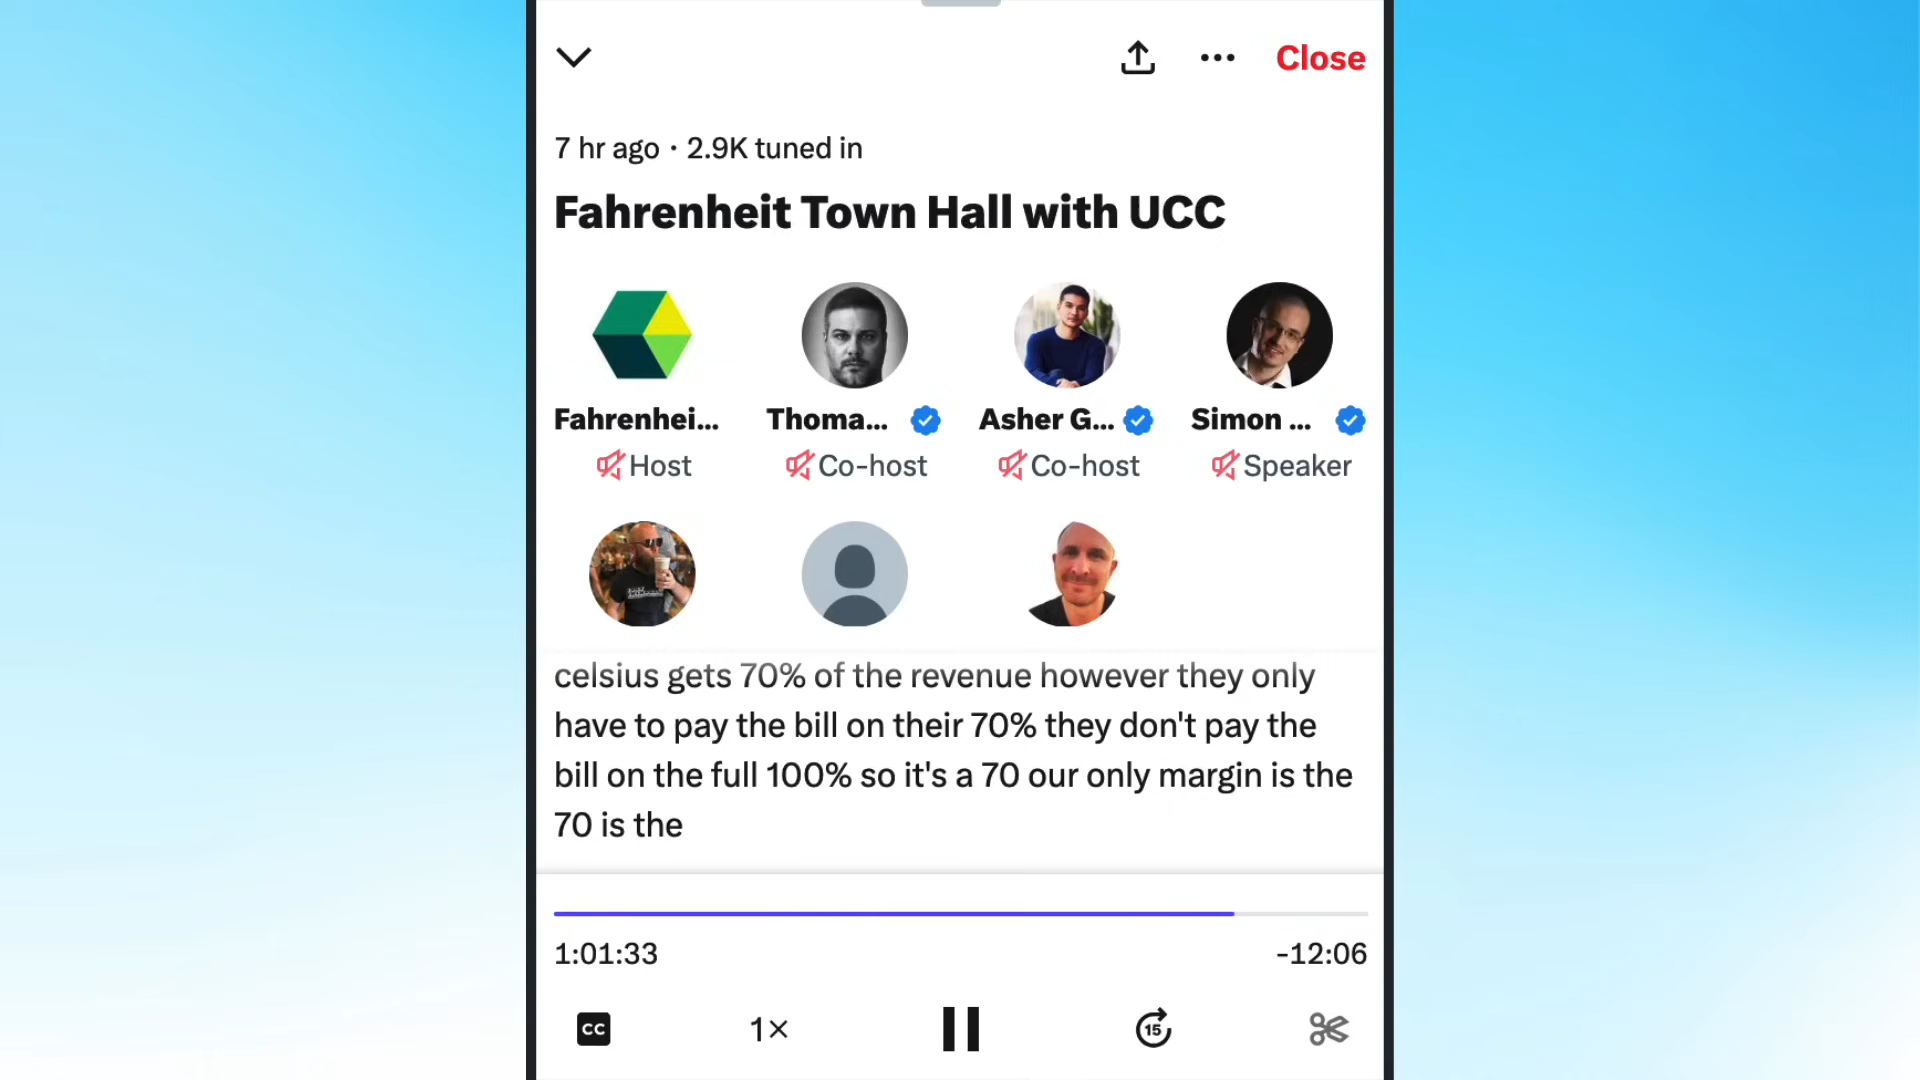 Close
7 hr ago · 2.9K tuned in
Fahrenheit Town Hall with UCC
Fahrenhei... Thoma... Asher G... Simon ...
Host Co-host Co-host Speaker
celsius gets 70% of the revenue however they only
have to pay the bill on their 70% they don't pay the
bill on the full 100% so it's a 70 our only margin is the
70 is the
1:01:33 -12:06
CC 1× 15